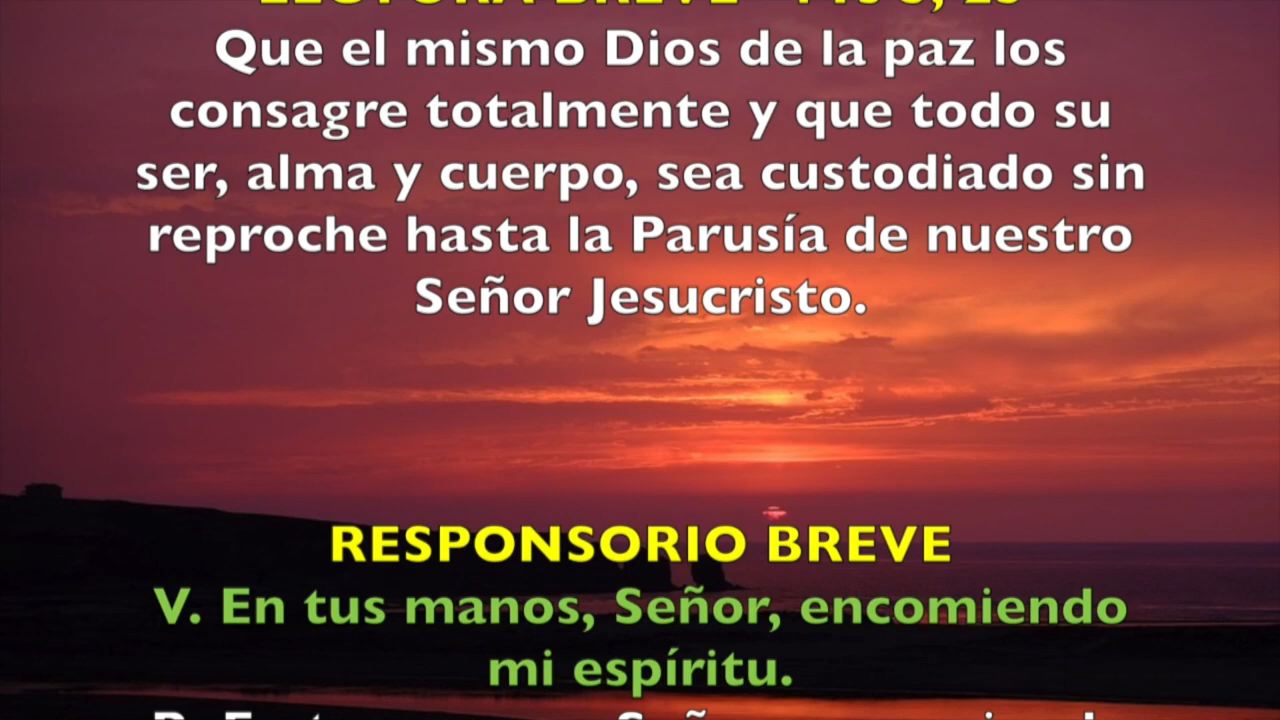 Que el mismo Dios de la paz los
consagre totalmente y que todo su
ser, alma y cuerpo, sea custodiado sin
reproche hasta la Parusía de nuestro
Señor Jesucristo.
RESPONSORIO BREVE
V. En tus manos, Señor, encomiendo
mi espíritu.